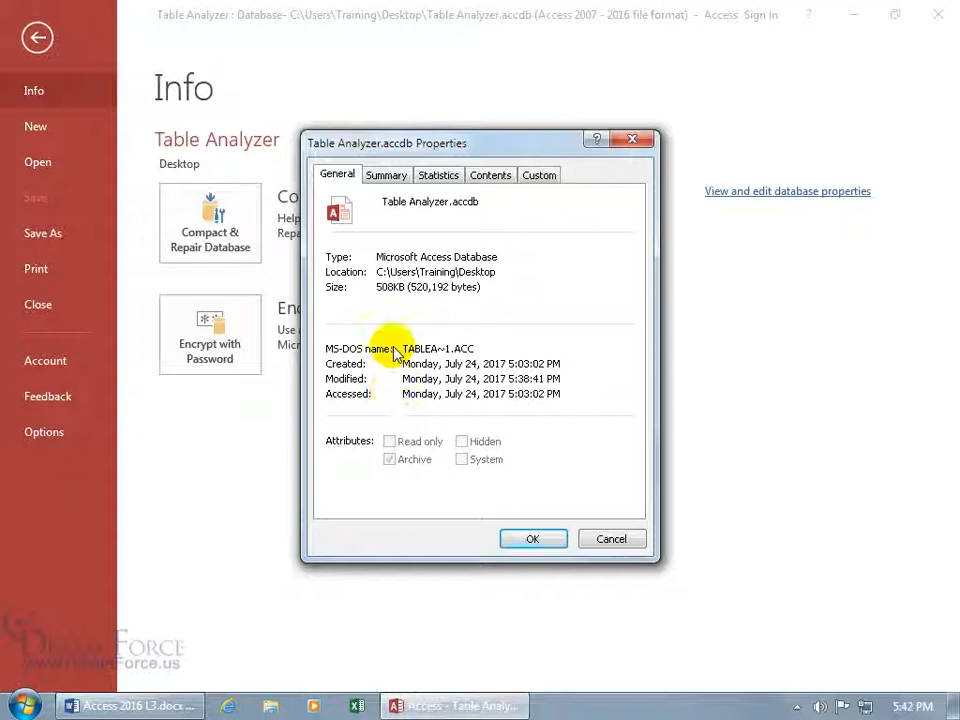 Table Analyzer : Database- C:\Users\Training\Desktop\Table Analyzer.accdb (Access 2007 - 2016 file format) - Access Sign in ?
Info
New
Open
Save
Save As
Print
Close
Account
Feedback
Options
Info
Table Analyzer
Desktop
Compact &
Repair Database
Co
Help
Repa
Encrypt with
Password
En
Use
Micr
View and edit database properties
Table Analyzer.accdb Properties
?
General Summary Statistics Contents Custom
Table Analyzer.accdb
Type: Microsoft Access Database
Location: C:\Users\Training\Desktop
Size: 508KB (520,192 bytes)
MS-DOS name: TABLEA~1.ACC
Created: Monday, July 24, 2017 5:03:02 PM
Modified: Monday, July 24, 2017 5:38:41 PM
Accessed: Monday, July 24, 2017 5:03:02 PM
Attributes: Read only Hidden
Archive System
OK Cancel
Access 2016 L3.docx ...
Access - Table Analy...
5:42 PM